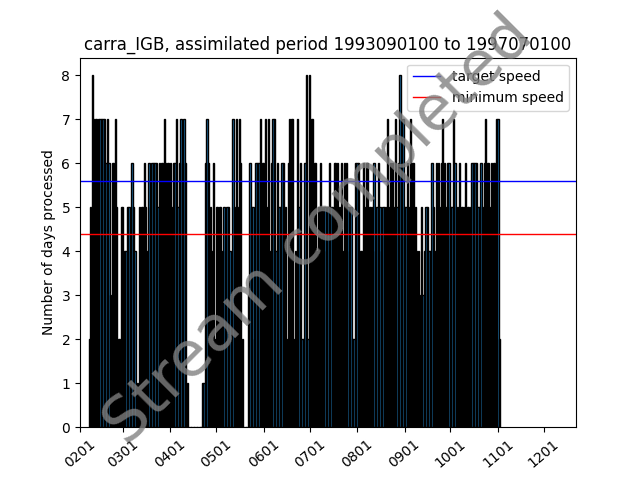 carra_IGB, assimilated period 1993090100 to 1997070100
target speed
minimum speed
Number of days processed
8
7
6
5
4
3
2
1
0
0201 0301 0401 0501 0601 0701 0801 0901 1001 1101 1201
Stream completed